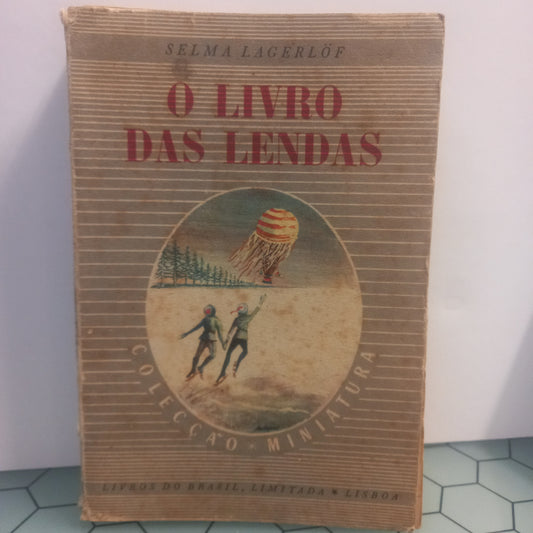 SELMA LAGERLÖF
O LIVRO
DAS LENDAS
COLECÇÃO * MINIATURA
LIVROS DO BRASIL, LIMITADA * LISBOA